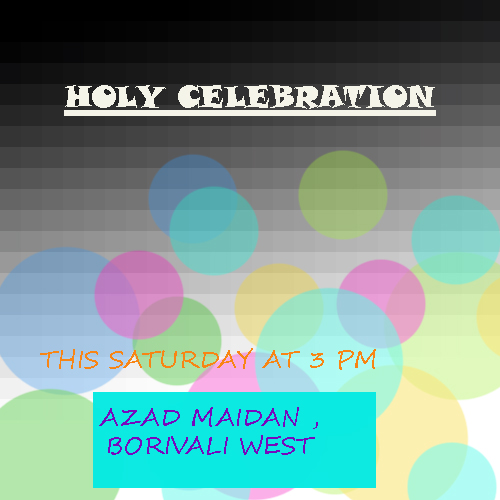 HOLY CELEBRATION
THIS SATURDAY AT 3 PM
AZAD MAIDAN ,
BORIVALI WEST